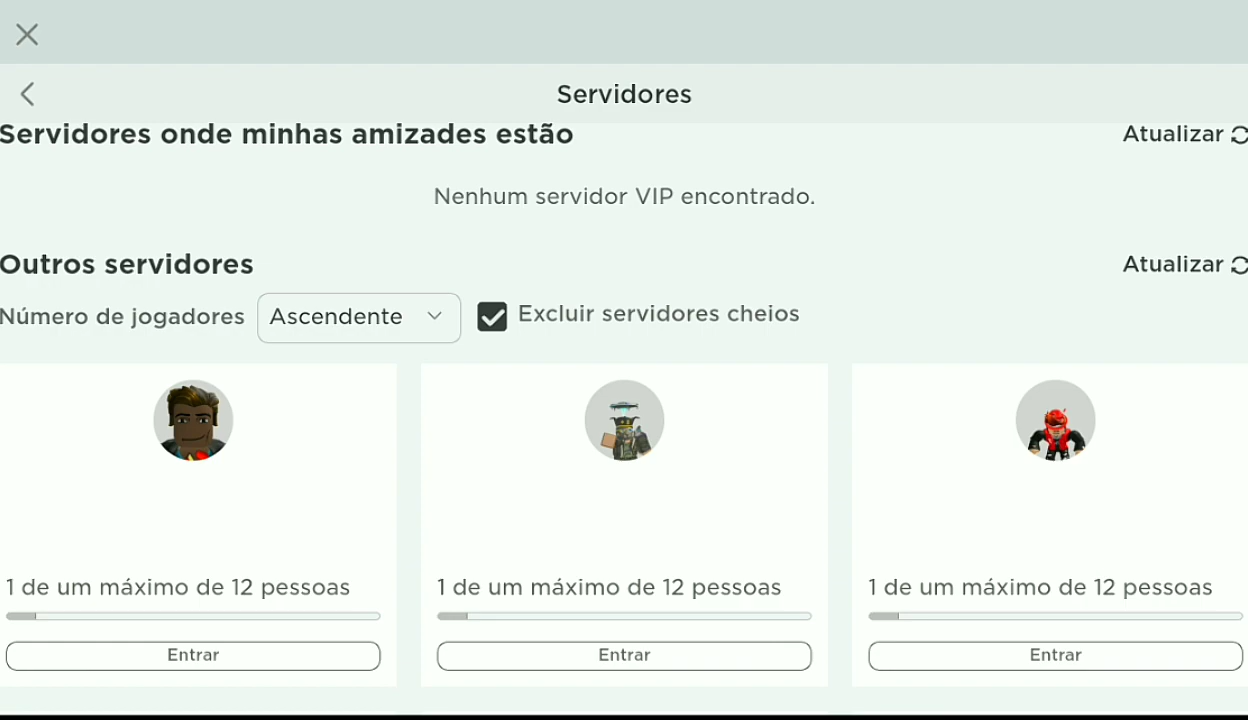 Servidores
Servidores onde minhas amizades estão
Atualizar
Nenhum servidor VIP encontrado.
Outros servidores
Atualizar
Número de jogadores
Ascendente
Excluir servidores cheios
1 de um máximo de 12 pessoas
1 de um máximo de 12 pessoas
1 de um máximo de 12 pessoas
Entrar
Entrar
Entrar